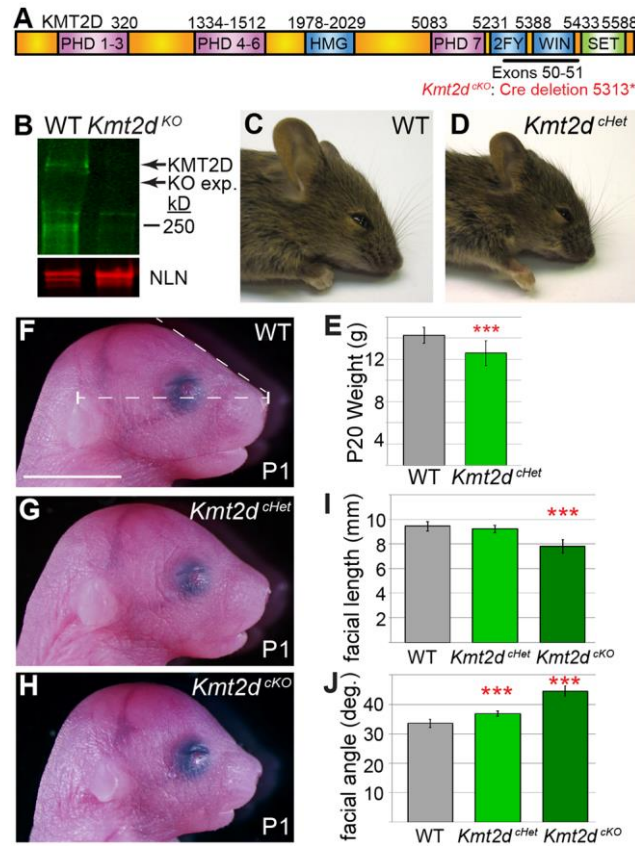 A
KMT2D 320 1334-1512 1978-2029 5083 5231 5388 5433 5588
PHD 1-3 PHD 4-6 HMG PHD 7 2FY WIN SET
Exons 50-51
Kmt2d cKO: Cre deletion 5313*
B
WT Kmt2d KO
KMT2D
KO exp.
kD
250
NLN
C
WT
D
Kmt2d cHet
F
WT
P1
G
Kmt2d cHet
P1
H
Kmt2d cKO
P1
E
P20 Weight (g)
12
8
4
***
WT Kmt2d cHet
I
facial length (mm)
10
8
6
4
2
***
WT Kmt2d cHet Kmt2d cKO
J
facial angle (deg.)
40
30
20
10
***
***
WT Kmt2d cHet Kmt2d cKO